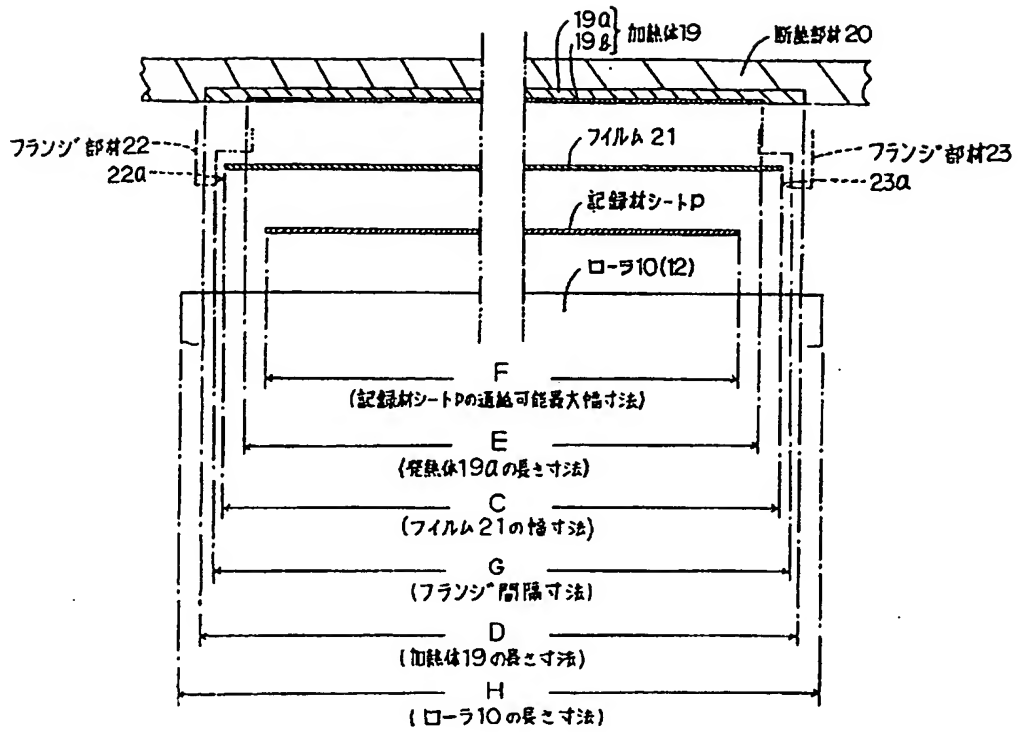 19a
19b } 加熱体19
断熱部材20
フランジ部材22
22a
フイルム21
フランジ部材23
23a
記録材シートP
ローラ10(12)
F
(記録材シートPの通紙可能最大幅寸法)
E
(発熱体19aの長さ寸法)
C
(フイルム21の幅寸法)
G
(フランジ間隔寸法)
D
(加熱体19の長さ寸法)
H
(ローラ10の長さ寸法)